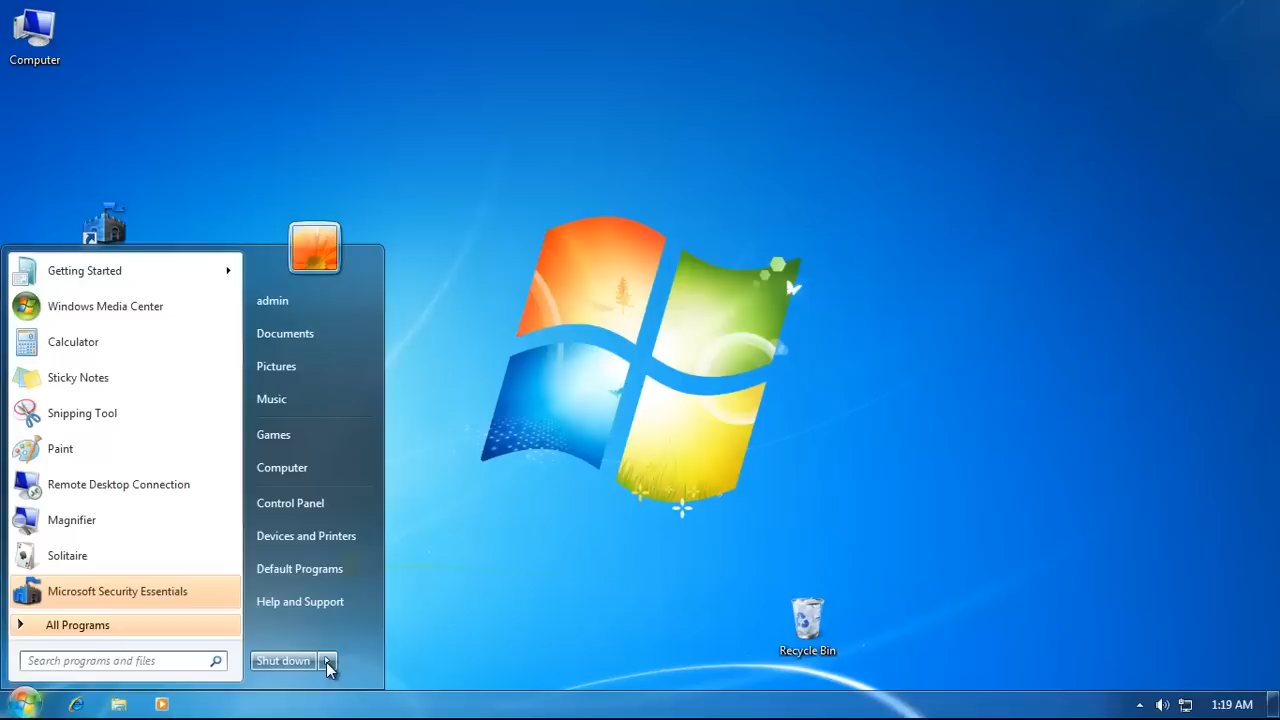 Computer
Getting Started
Windows Media Center
Calculator
Sticky Notes
Snipping Tool
Paint
Remote Desktop Connection
Magnifier
Solitaire
Microsoft Security Essentials
All Programs
Search programs and files
admin
Documents
Pictures
Music
Games
Computer
Control Panel
Devices and Printers
Default Programs
Help and Support
Shut down
Recycle Bin
1:19 AM